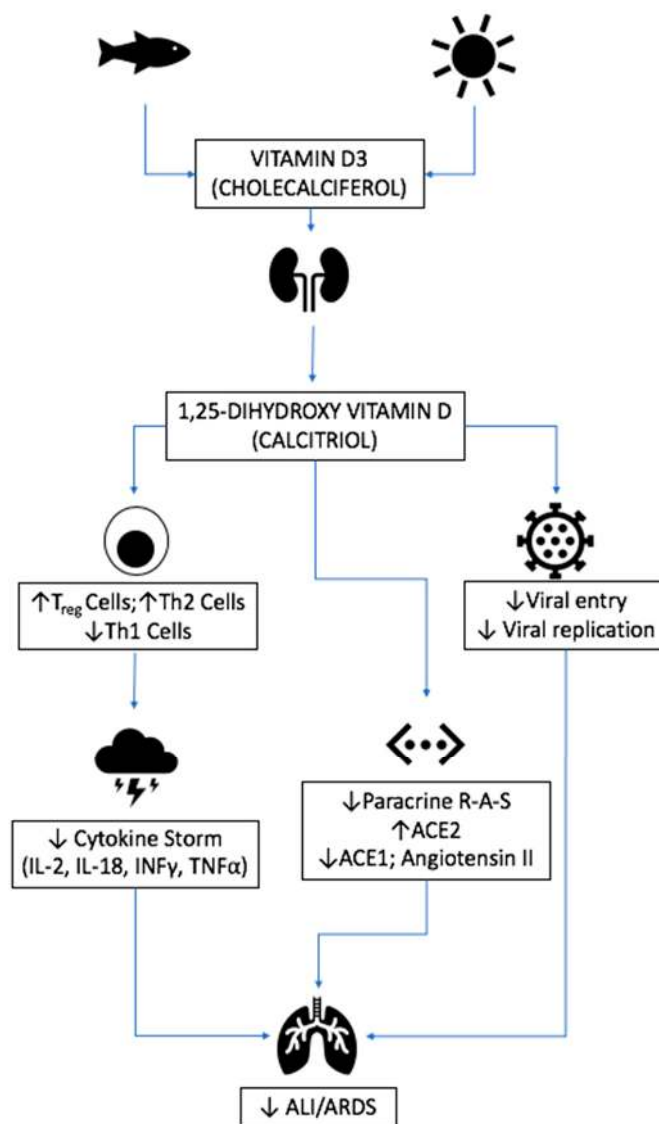 VITAMIN D3
(CHOLECALCIFEROL)
1,25-DIHYDROXY VITAMIN D
(CALCITRIOL)
↑Treg Cells;↑Th2 Cells
↓Th1 Cells
↓Viral entry
↓ Viral replication
↓ Cytokine Storm
(IL-2, IL-18, INFγ, TNFα)
↓Paracrine R-A-S
↑ACE2
↓ACE1; Angiotensin II
↓ ALI/ARDS